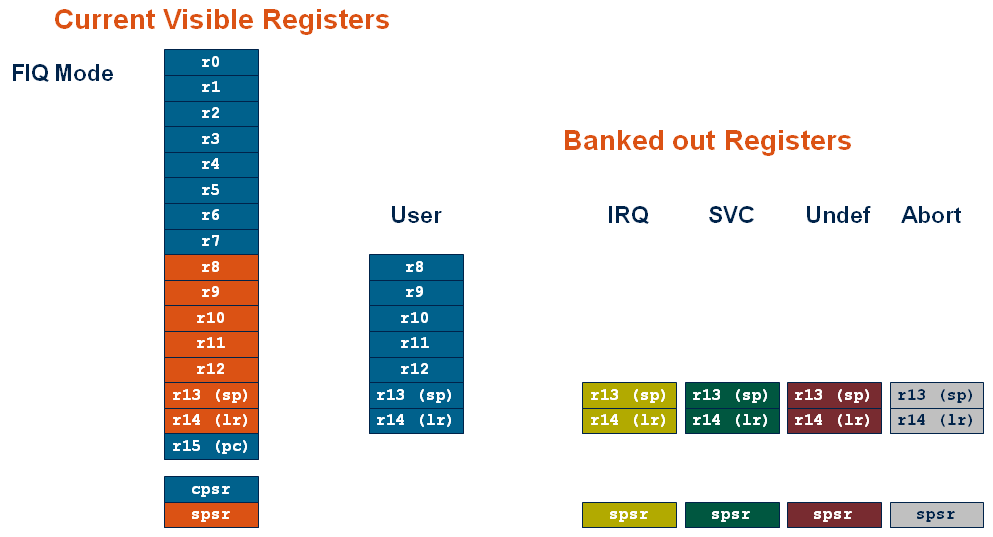 Current Visible Registers
FIQ Mode
r0
r1
r2
r3
r4
r5
r6
r7
r8
r9
r10
r11
r12
r13 (sp)
r14 (lr)
r15 (pc)
cpsr
spsr
User
r8
r9
r10
r11
r12
r13 (sp)
r14 (lr)
Banked out Registers
IRQ
r13 (sp)
r14 (lr)
spsr
SVC
r13 (sp)
r14 (lr)
spsr
Undef
r13 (sp)
r14 (lr)
spsr
Abort
r13 (sp)
r14 (lr)
spsr